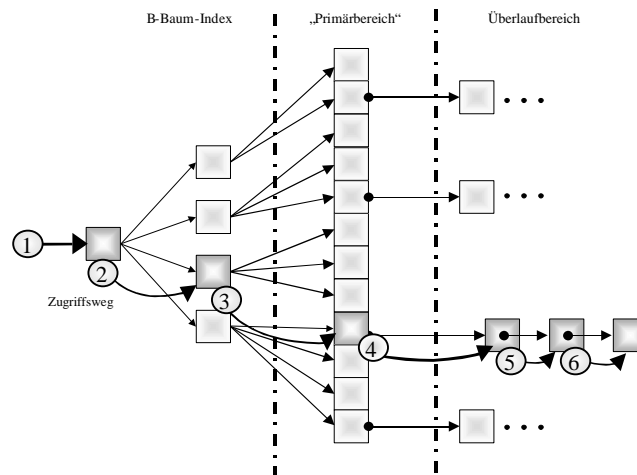 B-Baum-Index
„Primärbereich“
Überlaufbereich
1
2
Zugriffsweg
3
4
5
6